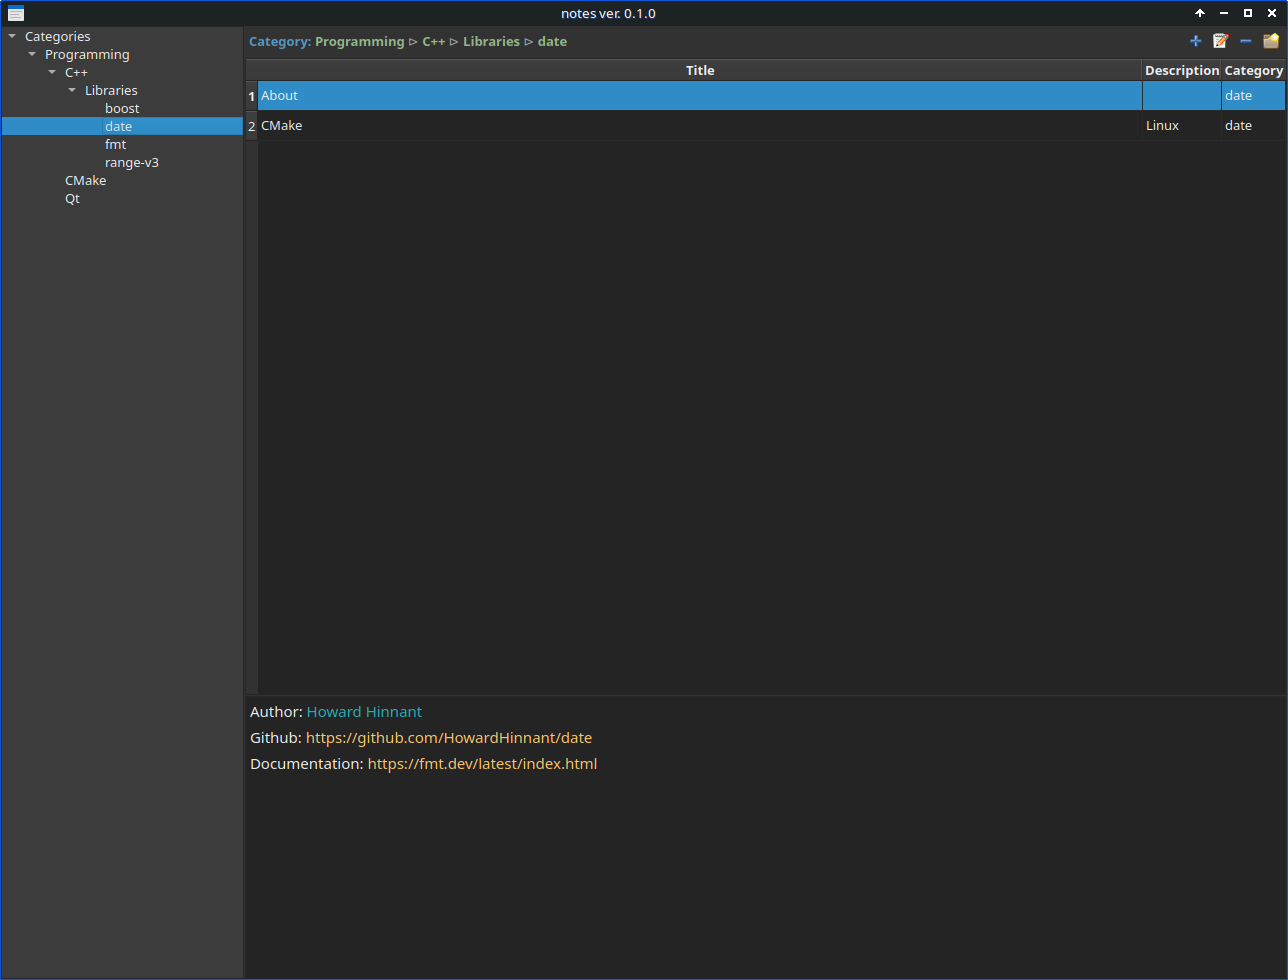 notes ver. 0.1.0
Categories
Programming
C++
Libraries
boost
date
fmt
range-v3
CMake
Qt
Category: Programming ⊳ C++ ⊳ Libraries ⊳ date
Title Description Category
1 About date
2 CMake Linux date
Author: Howard Hinnant
Github: https://github.com/HowardHinnant/date
Documentation: https://fmt.dev/latest/index.html